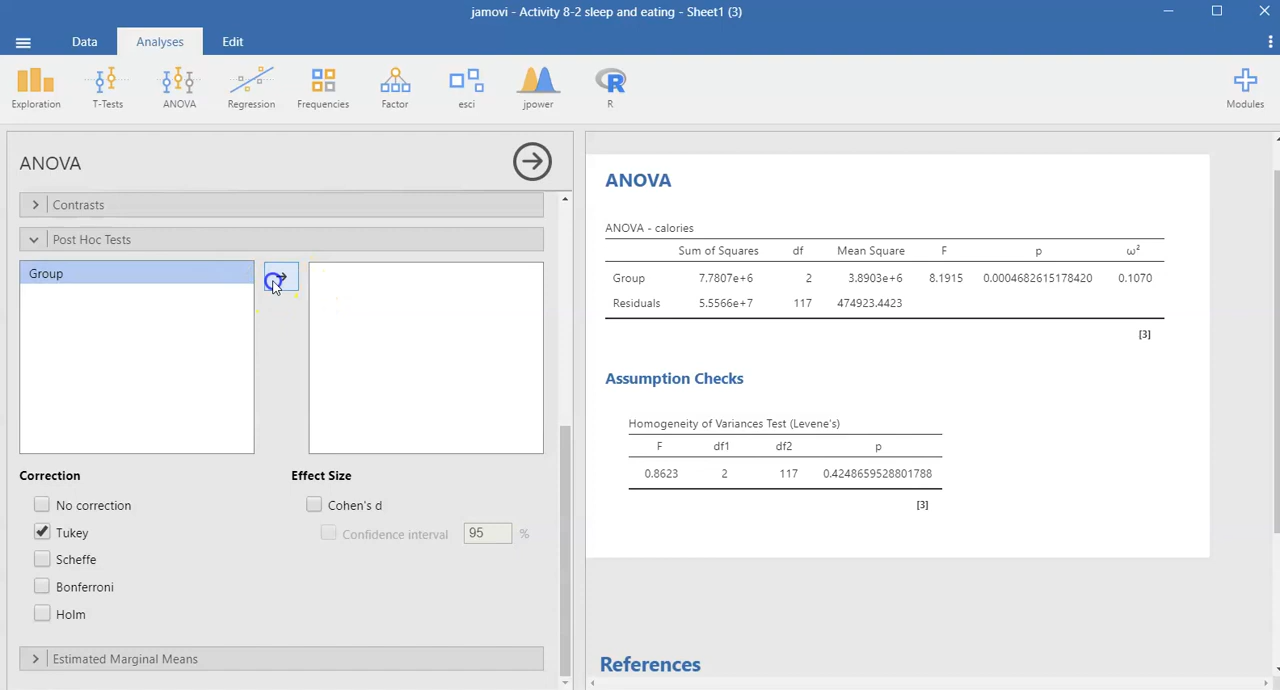 jamovi - Activity 8-2 sleep and eating - Sheet1 (3)
Data Analyses Edit
Exploration T-Tests ANOVA Regression Frequencies Factor esci jpower R Modules
ANOVA
Contrasts
Post Hoc Tests
Group
Correction Effect Size
No correction Cohen's d
Tukey Confidence interval 95 %
Scheffe
Bonferroni
Holm
Estimated Marginal Means
ANOVA
ANOVA - calories
Sum of Squares df Mean Square F p ω²
Group 7.7807e+6 2 3.8903e+6 8.1915 0.0004682615178420 0.1070
Residuals 5.5566e+7 117 474923.4423
[3]
Assumption Checks
Homogeneity of Variances Test (Levene's)
F df1 df2 p
0.8623 2 117 0.4248659528801788
[3]
References